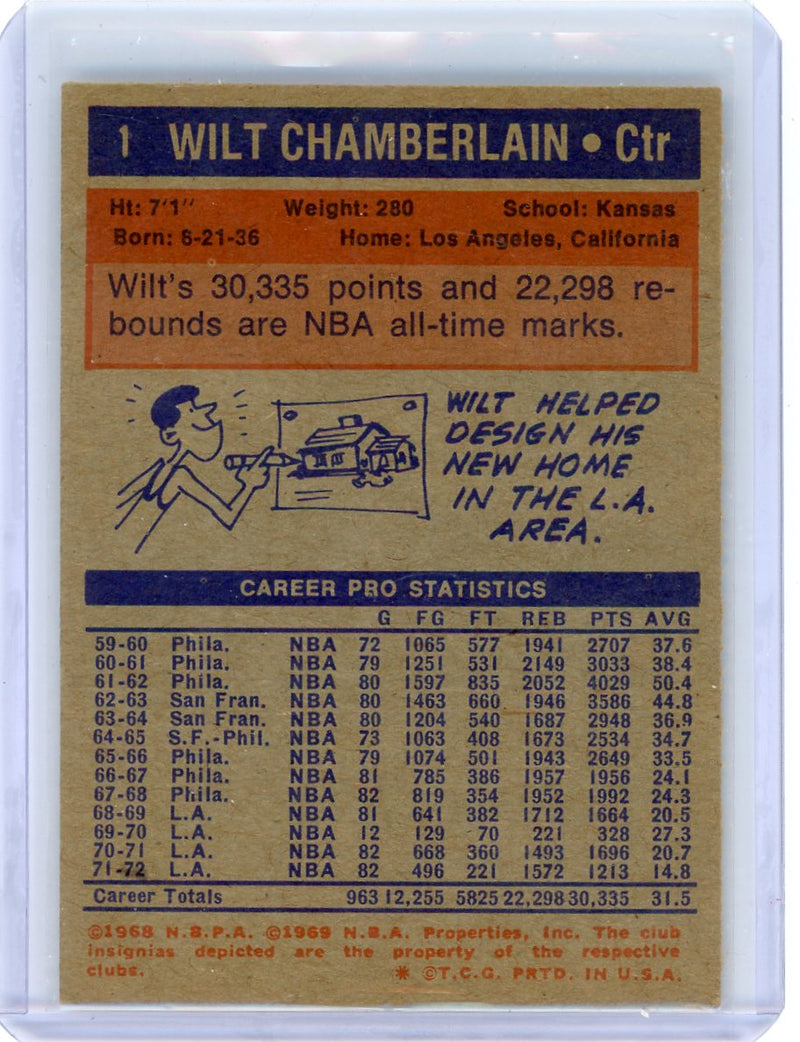 1 WILT CHAMBERLAIN • Ctr
Ht: 7'1" Weight: 280 School: Kansas
Born: 8-21-36 Home: Los Angeles, California
Wilt's 30,335 points and 22,298 re-
bounds are NBA all-time marks.
WILT HELPED
DESIGN HIS
NEW HOME
IN THE L.A.
AREA.
CAREER PRO STATISTICS
G FG FT REB PTS AVG
59-60 Phila. NBA 72 1065 577 1941 2707 37.6
60-61 Phila. NBA 79 1251 531 2149 3033 38.4
61-62 Phila. NBA 80 1597 835 2052 4029 50.4
62-63 San Fran. NBA 80 1463 660 1946 3586 44.8
63-64 San Fran. NBA 80 1204 540 1687 2948 36.9
64-65 S.F.-Phil. NBA 73 1063 408 1673 2534 34.7
65-66 Phila. NBA 79 1074 501 1943 2649 33.5
66-67 Phila. NBA 81 785 386 1957 1956 24.1
67-68 Phila. NBA 82 819 354 1952 1992 24.3
68-69 L.A. NBA 81 641 382 1712 1664 20.5
69-70 L.A. NBA 12 129 70 221 328 27.3
70-71 L.A. NBA 82 668 360 1493 1696 20.7
71-72 L.A. NBA 82 496 221 1572 1213 14.8
Career Totals 963 12,255 5825 22,298 30,335 31.5
©1968 N.B.P.A. ©1969 N.B.A. Properties, Inc. The club
insignias depicted are the property of the respective
clubs. * ©T.C.G. PRTD. IN U.S.A.